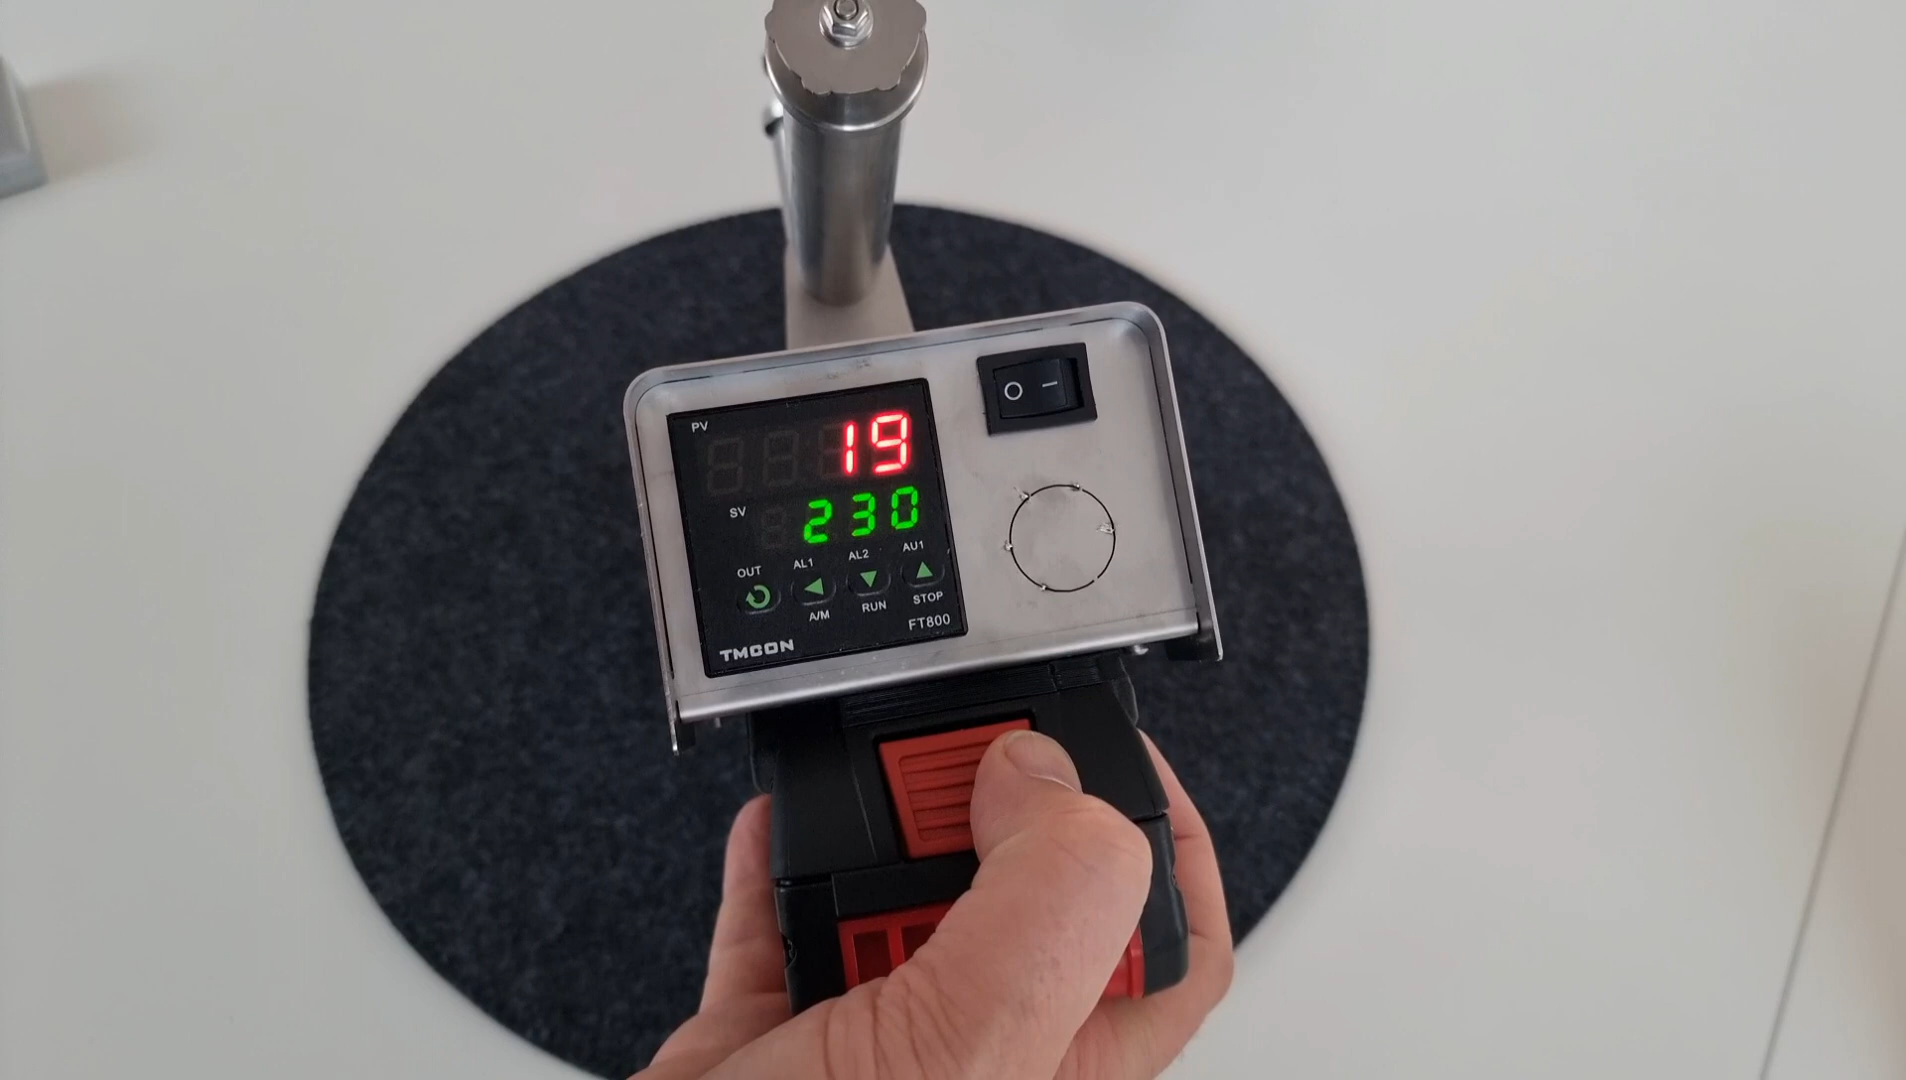 PV
19
SV
230
OUT AL1 AL2 AU1
A/M RUN STOP
TMCON FT800
O —